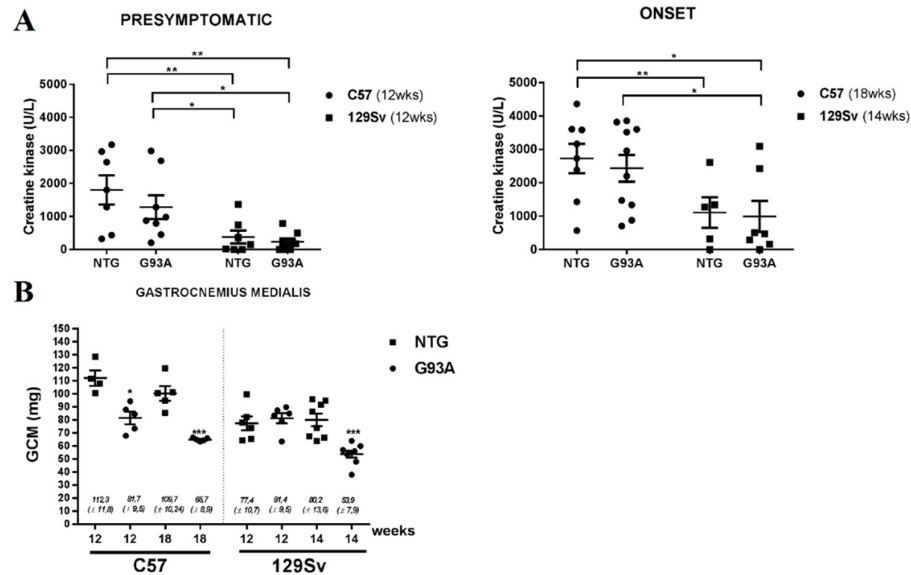 A
PRESYMPTOMATIC
ONSET
**
**
*
*
Creatine kinase (U/L)
5000
4000
3000
2000
1000
0
NTG
G93A
NTG
G93A
C57 (12wks)
129Sv (12wks)
*
**
*
Creatine kinase (U/L)
5000
4000
3000
2000
1000
0
NTG
G93A
NTG
G93A
C57 (18wks)
129Sv (14wks)
B
GASTROCNEMIUS MEDIALIS
NTG
G93A
GCM (mg)
150
140
130
120
110
100
90
80
70
60
50
40
30
20
10
0
*
***
***
112,3 81,7 109,7 65,7 77,4 81,4 80,2 53,9
(± 11,8) (± 9,5) (± 10,24) (± 8,9) (± 10,7) (± 9,5) (± 13,6) (± 7,9)
12 12 18 18 12 12 14 14 weeks
C57 129Sv